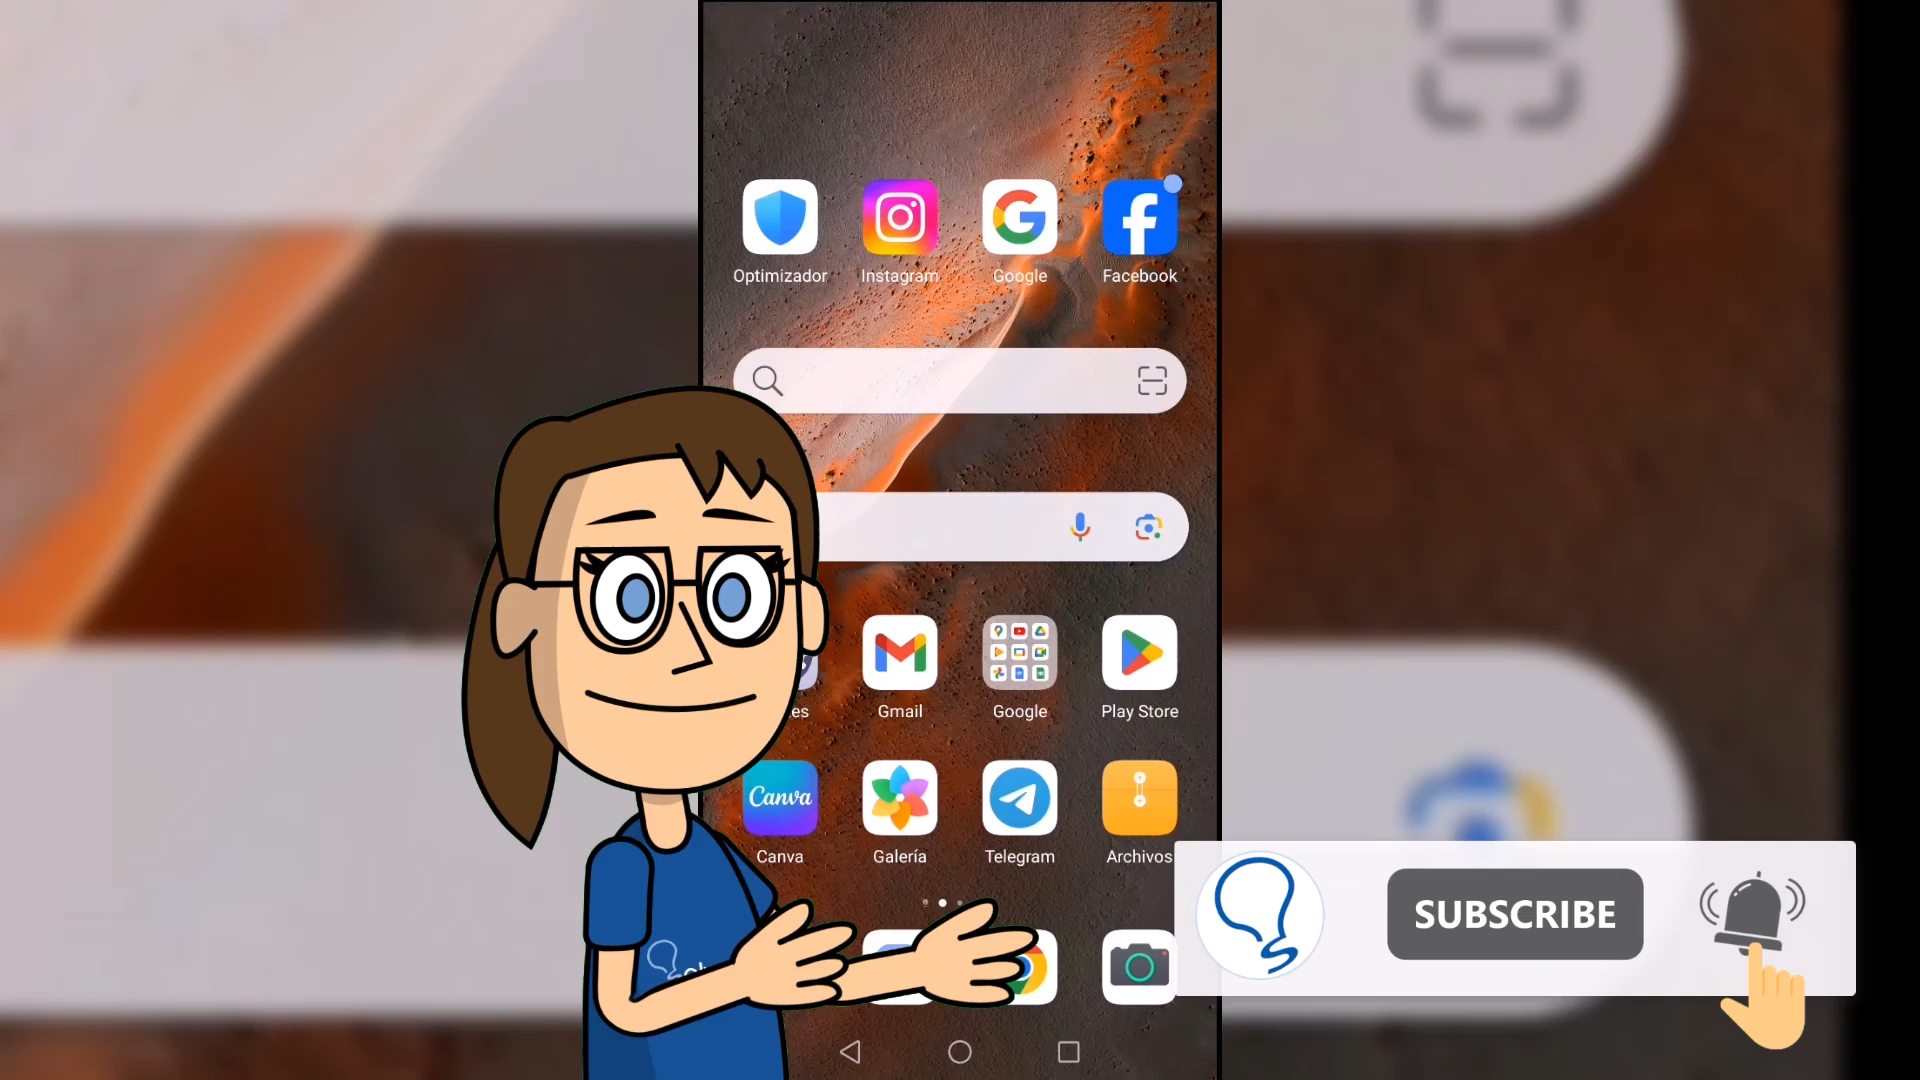 Optimizador Instagram Google Facebook
es Gmail Google Play Store
Canva
Canva Galería Telegram Archivos
SUBSCRIBE